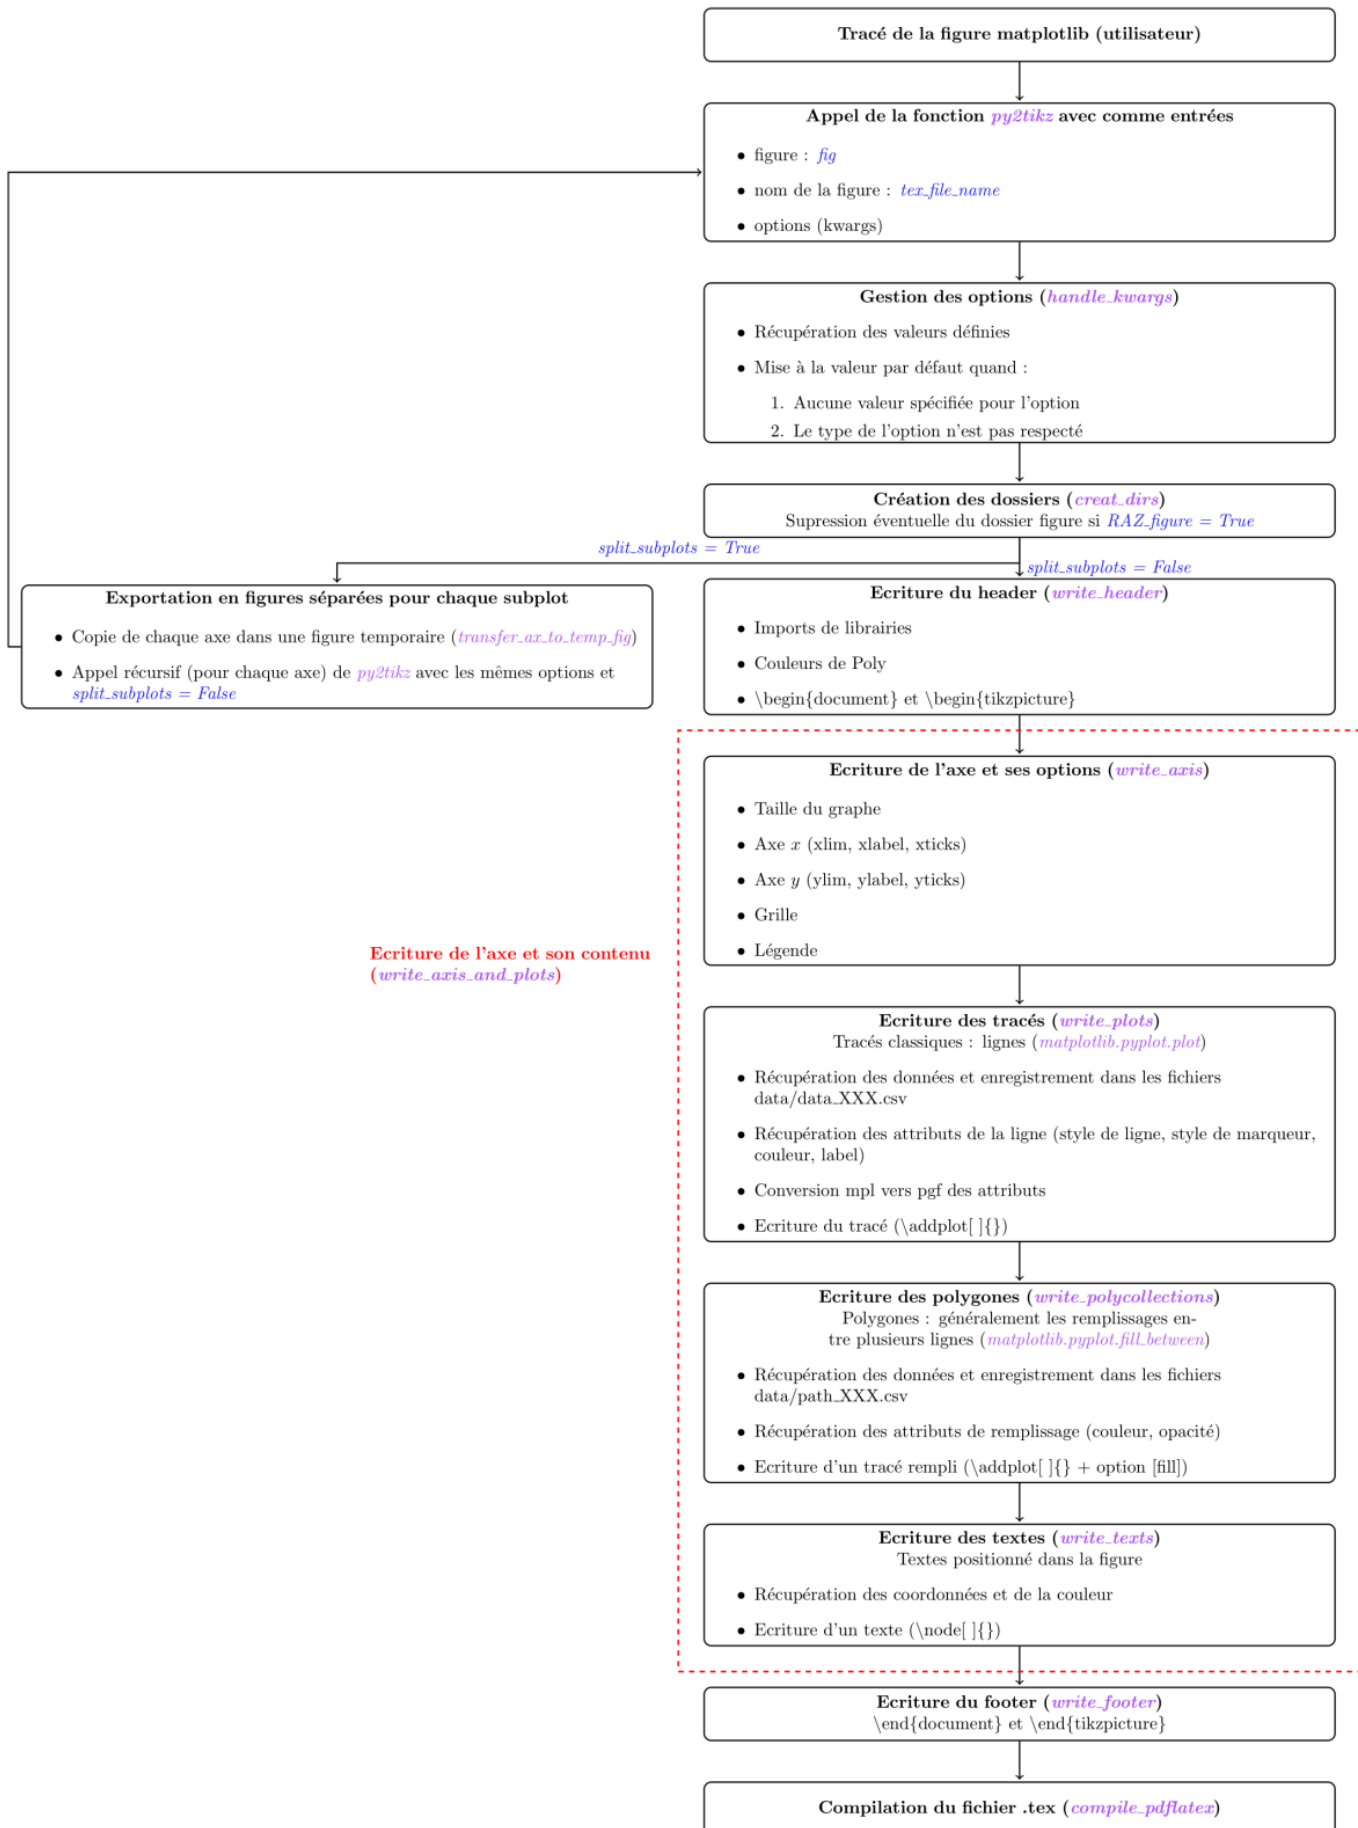 Tracé de la figure matplotlib (utilisateur)
Appel de la fonction py2tikz avec comme entrées
• figure : fig
• nom de la figure : tex_file_name
• options (kwargs)
Gestion des options (handle_kwargs)
• Récupération des valeurs définies
• Mise à la valeur par défaut quand :
1. Aucune valeur spécifiée pour l'option
2. Le type de l'option n'est pas respecté
Création des dossiers (creat_dirs)
Supression éventuelle du dossier figure si RAZ_figure = True
split_subplots = True
split_subplots = False
Exportation en figures séparées pour chaque subplot
• Copie de chaque axe dans une figure temporaire (transfer_ax_to_temp_fig)
• Appel récursif (pour chaque axe) de py2tikz avec les mêmes options et
split_subplots = False
Ecriture du header (write_header)
• Imports de librairies
• Couleurs de Poly
• \begin{document} et \begin{tikzpicture}
Ecriture de l'axe et son contenu
(write_axis_and_plots)
Ecriture de l'axe et ses options (write_axis)
• Taille du graphe
• Axe x (xlim, xlabel, xticks)
• Axe y (ylim, ylabel, yticks)
• Grille
• Légende
Ecriture des tracés (write_plots)
Tracés classiques : lignes (matplotlib.pyplot.plot)
• Récupération des données et enregistrement dans les fichiers
data/data_XXX.csv
• Récupération des attributs de la ligne (style de ligne, style de marqueur,
couleur, label)
• Conversion mpl vers pgf des attributs
• Ecriture du tracé (\addplot[ ]{})
Ecriture des polygones (write_polycollections)
Polygones : généralement les remplissages en-
tre plusieurs lignes (matplotlib.pyplot.fill_between)
• Récupération des données et enregistrement dans les fichiers
data/path_XXX.csv
• Récupération des attributs de remplissage (couleur, opacité)
• Ecriture d'un tracé rempli (\addplot[ ]{} + option [fill])
Ecriture des textes (write_texts)
Textes positionné dans la figure
• Récupération des coordonnées et de la couleur
• Ecriture d'un texte (\node[ ]{})
Ecriture du footer (write_footer)
\end{document} et \end{tikzpicture}
Compilation du fichier .tex (compile_pdflatex)